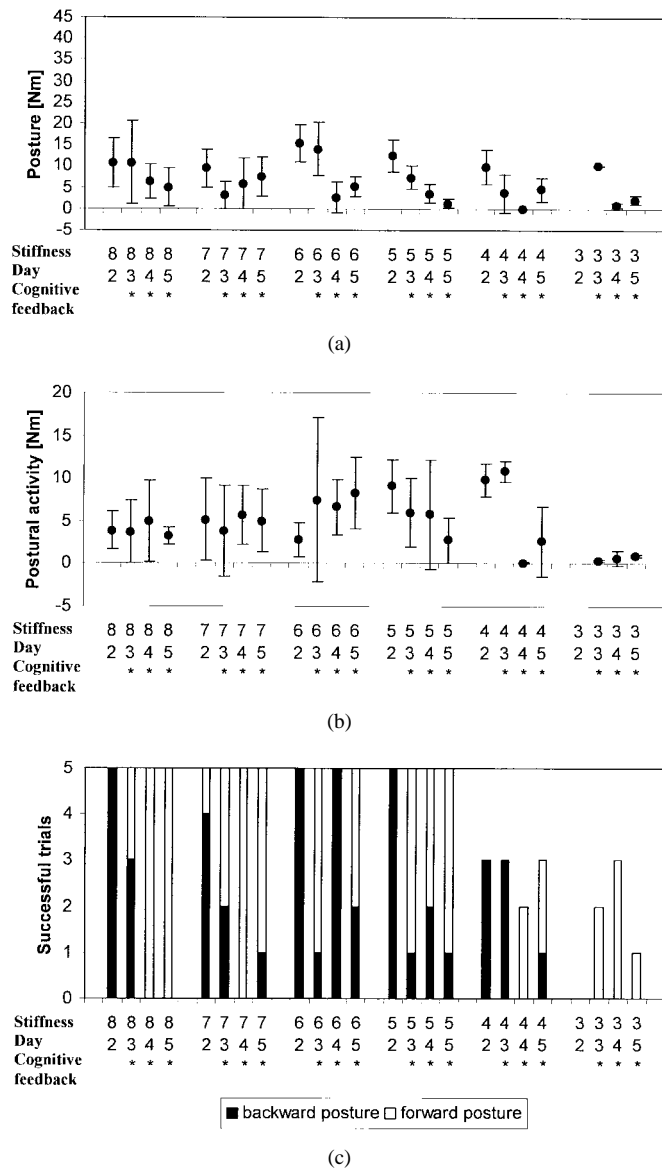 45
40
35
30
25
20
15
10
5
0
-5
Posture [Nm]
Stiffness 8 8 8 8 7 7 7 7 6 6 6 6 5 5 5 5 4 4 4 4 3 3 3 3
Day 2 3 4 5 2 3 4 5 2 3 4 5 2 3 4 5 2 3 4 5 2 3 4 5
Cognitive
feedback * * * * * * * * * * * * * * * * * *
(a)
20
15
10
5
0
-5
Postural activity [Nm]
Stiffness 8 8 8 8 7 7 7 7 6 6 6 6 5 5 5 5 4 4 4 4 3 3 3 3
Day 2 3 4 5 2 3 4 5 2 3 4 5 2 3 4 5 2 3 4 5 2 3 4 5
Cognitive
feedback * * * * * * * * * * * * * * * * * *
(b)
5
4
3
2
1
0
Successful trials
Stiffness 8 8 8 8 7 7 7 7 6 6 6 6 5 5 5 5 4 4 4 4 3 3 3 3
Day 2 3 4 5 2 3 4 5 2 3 4 5 2 3 4 5 2 3 4 5 2 3 4 5
Cognitive
feedback * * * * * * * * * * * * * * * * * *
backward posture forward posture
(c)